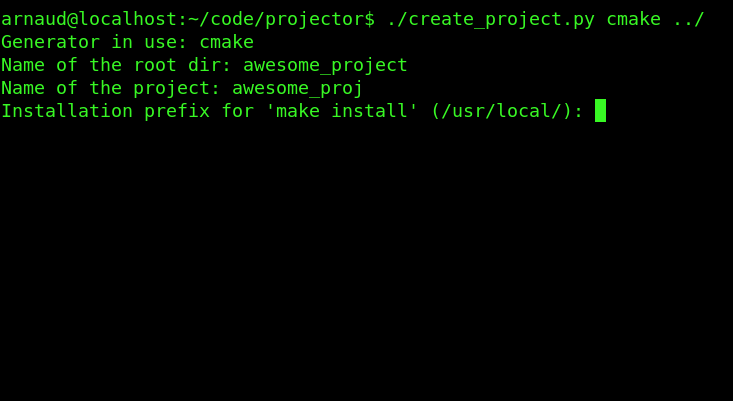 arnaud@localhost:~/code/projector$ ./create_project.py cmake ../
Generator in use: cmake
Name of the root dir: awesome_project
Name of the project: awesome_proj
Installation prefix for 'make install' (/usr/local/):